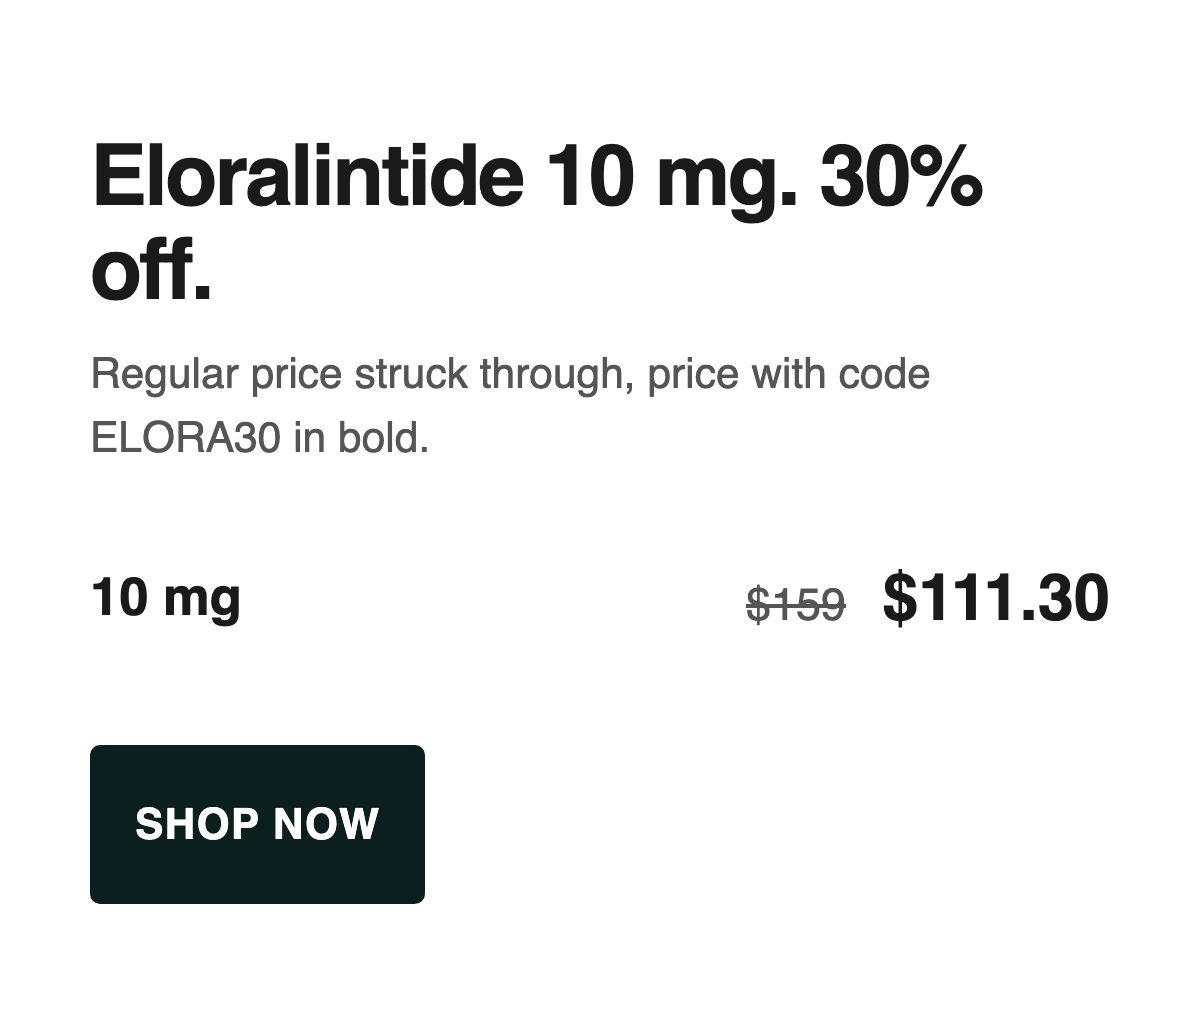 Eloralintide 10 mg. 30%
off.
Regular price struck through, price with code
ELORA30 in bold.
10 mg $159 $111.30
SHOP NOW